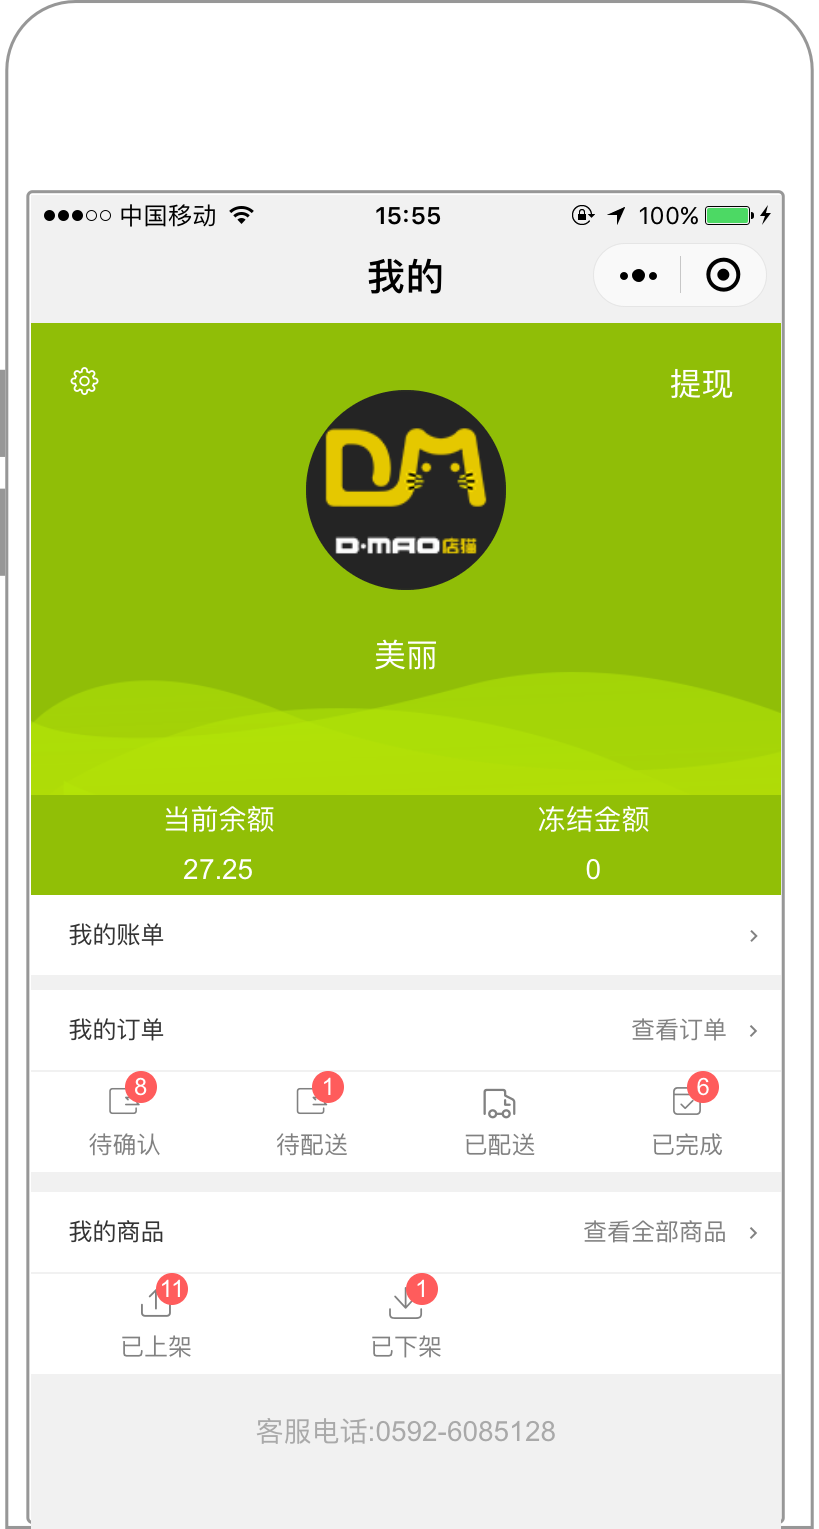 中国移动 15:55 100%
我的
提现
DM
D·MAO店猫
美丽
当前余额 冻结金额
27.25 0
我的账单
我的订单 查看订单
8 1 6
待确认 待配送 已配送 已完成
我的商品 查看全部商品
11 1
已上架 已下架
客服电话:0592-6085128